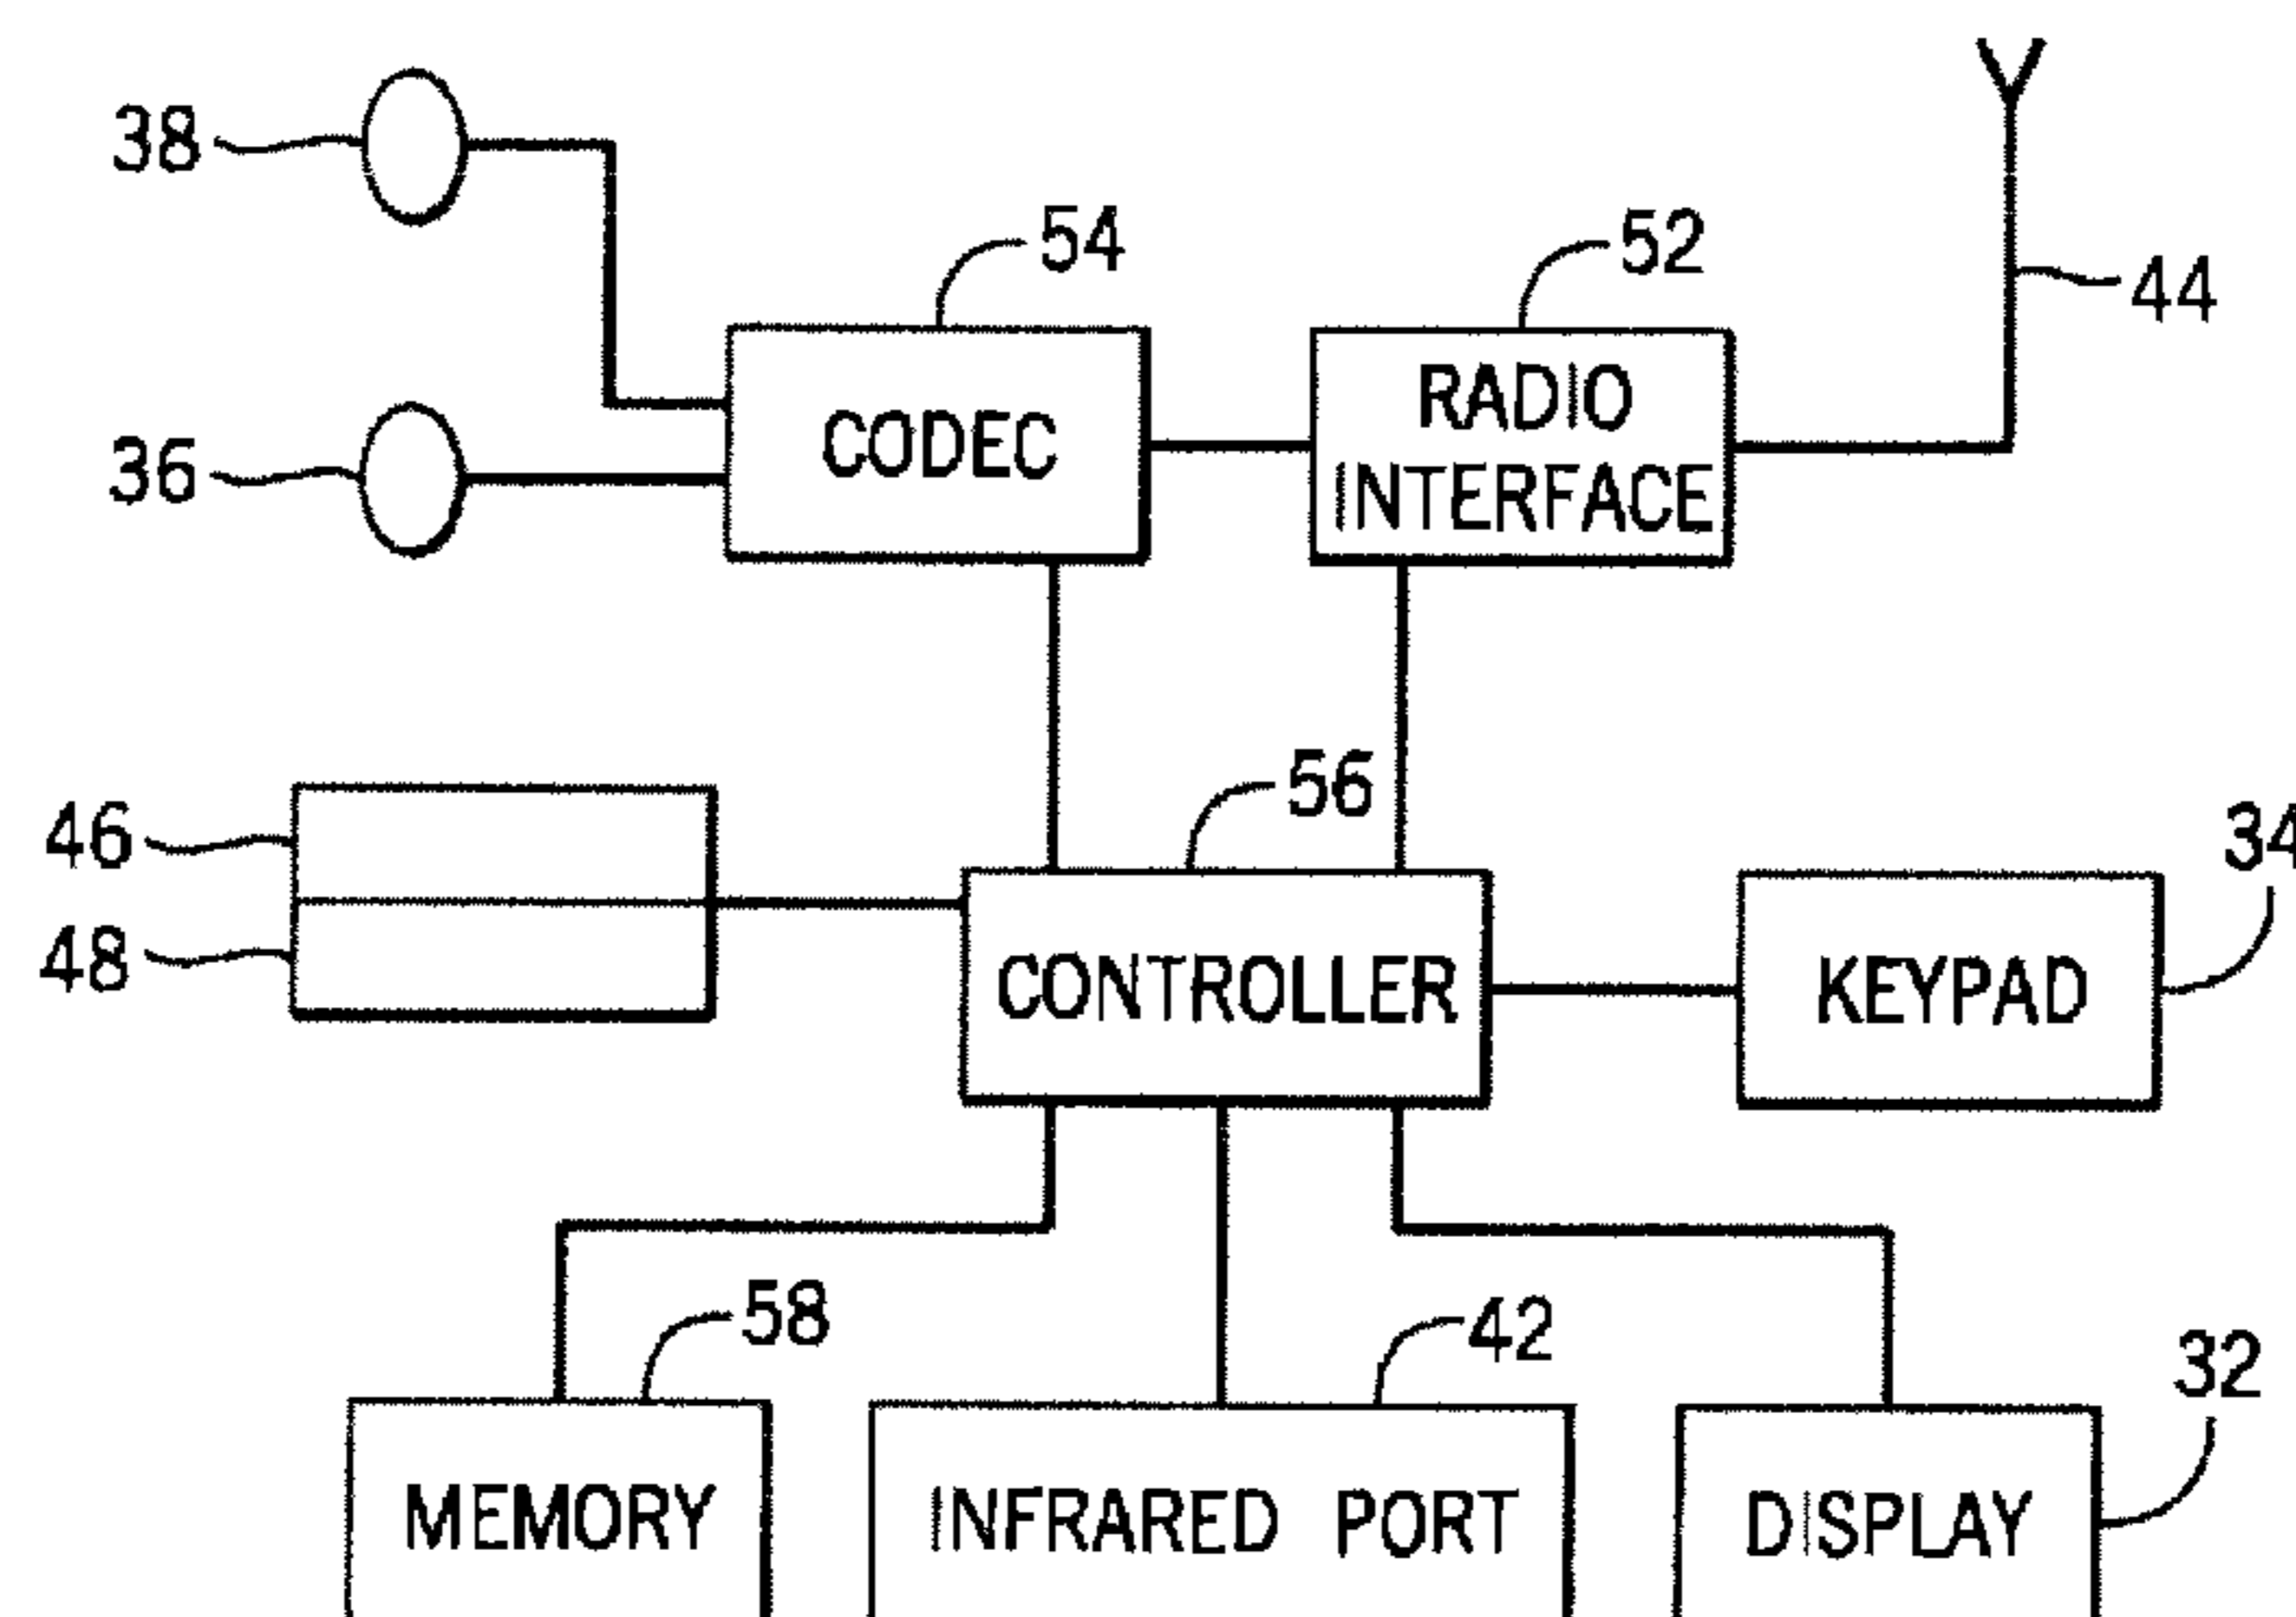 38
54
52
44
36
CODEC
RADIO
INTERFACE
56
46
34
48
CONTROLLER
KEYPAD
58
42
32
MEMORY
INFRARED PORT
DISPLAY